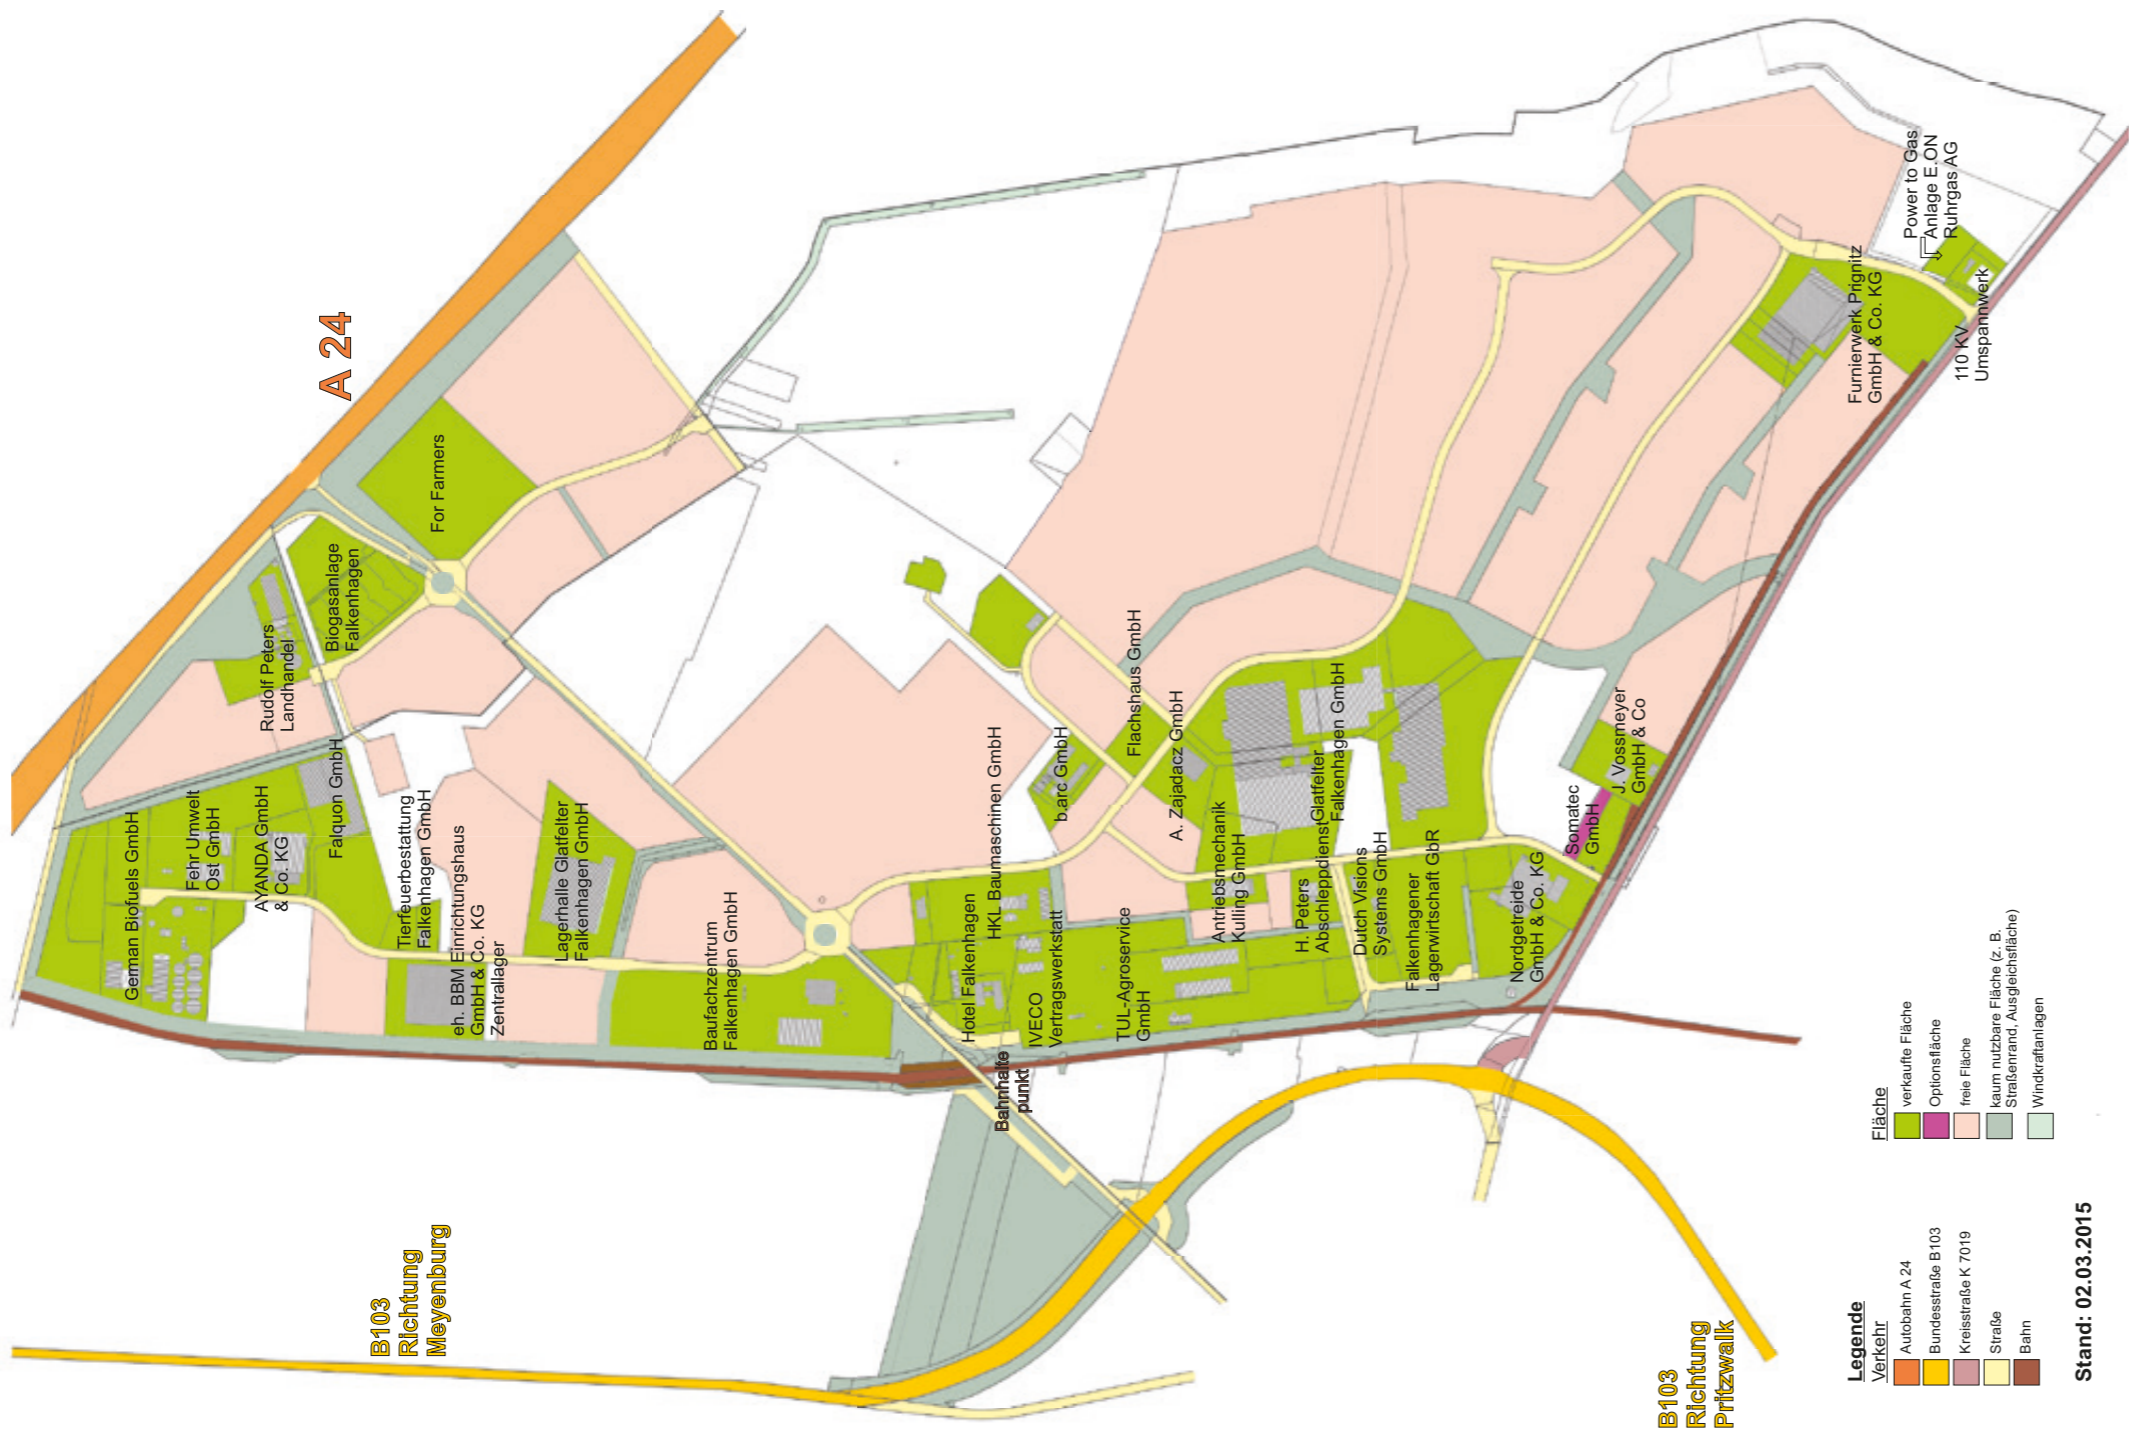 A 24
For Farmers
Biogasanlage
Falkenhagen
Rudolf Peters
Landhandel
Falquon GmbH
German Biofuels GmbH
Fehr Umwelt
Ost GmbH
AYANDA GmbH
& Co. KG
Tierfeuerbestattung
Falkenhagen GmbH
eh. BBM Einrichtungshaus
GmbH & Co. KG
Zentrallager
Lagerhalle Glatfelter
Falkenhagen GmbH
Baufachzentrum
Falkenhagen GmbH
Hotel Falkenhagen
HKL Baumaschinen GmbH
IVECO
Vertragswerkstatt
Bahnhalte
punkt
b.arc GmbH
Flachshaus GmbH
A. Zajadacz GmbH
TUL-Agroservice
GmbH
Antriebsmechanik
Kulling GmbH
H. Peters
Abschleppdienst
Glatfelter
Falkenhagen GmbH
Dutch Visions
Systems GmbH
Falkenhagener
Lagerwirtschaft GbR
Nordgetreide
GmbH & Co. KG
Somatec
GmbH
J. Vossmeyer
GmbH & Co
Furnierwerk Prignitz
GmbH & Co. KG
Power to Gas
Anlage E.ON
Ruhrgas AG
110 KV
Umspannwerk
B103
Richtung
Meyenburg
B103
Richtung
Pritzwalk
Legende
Verkehr
Autobahn A 24
Bundesstraße B103
Kreisstraße K 7019
Straße
Bahn
Fläche
verkaufte Fläche
Optionsfläche
freie Fläche
kaum nutzbare Fläche (z. B.
Straßenrand, Ausgleichsfläche)
Windkraftanlagen
Stand: 02.03.2015